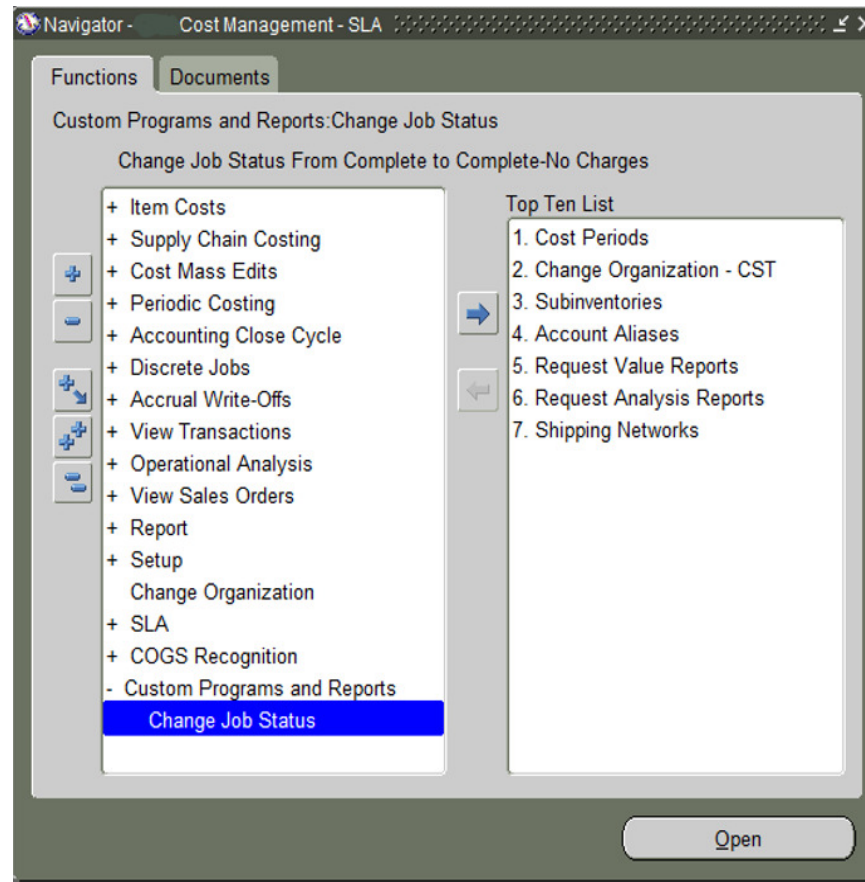 Navigator - Cost Management - SLA
Functions Documents
Custom Programs and Reports:Change Job Status
Change Job Status From Complete to Complete-No Charges
+ Item Costs
+ Supply Chain Costing
+ Cost Mass Edits
+ Periodic Costing
+ Accounting Close Cycle
+ Discrete Jobs
+ Accrual Write-Offs
+ View Transactions
+ Operational Analysis
+ View Sales Orders
+ Report
+ Setup
Change Organization
+ SLA
+ COGS Recognition
- Custom Programs and Reports
Change Job Status
Top Ten List
1. Cost Periods
2. Change Organization - CST
3. Subinventories
4. Account Aliases
5. Request Value Reports
6. Request Analysis Reports
7. Shipping Networks
Open